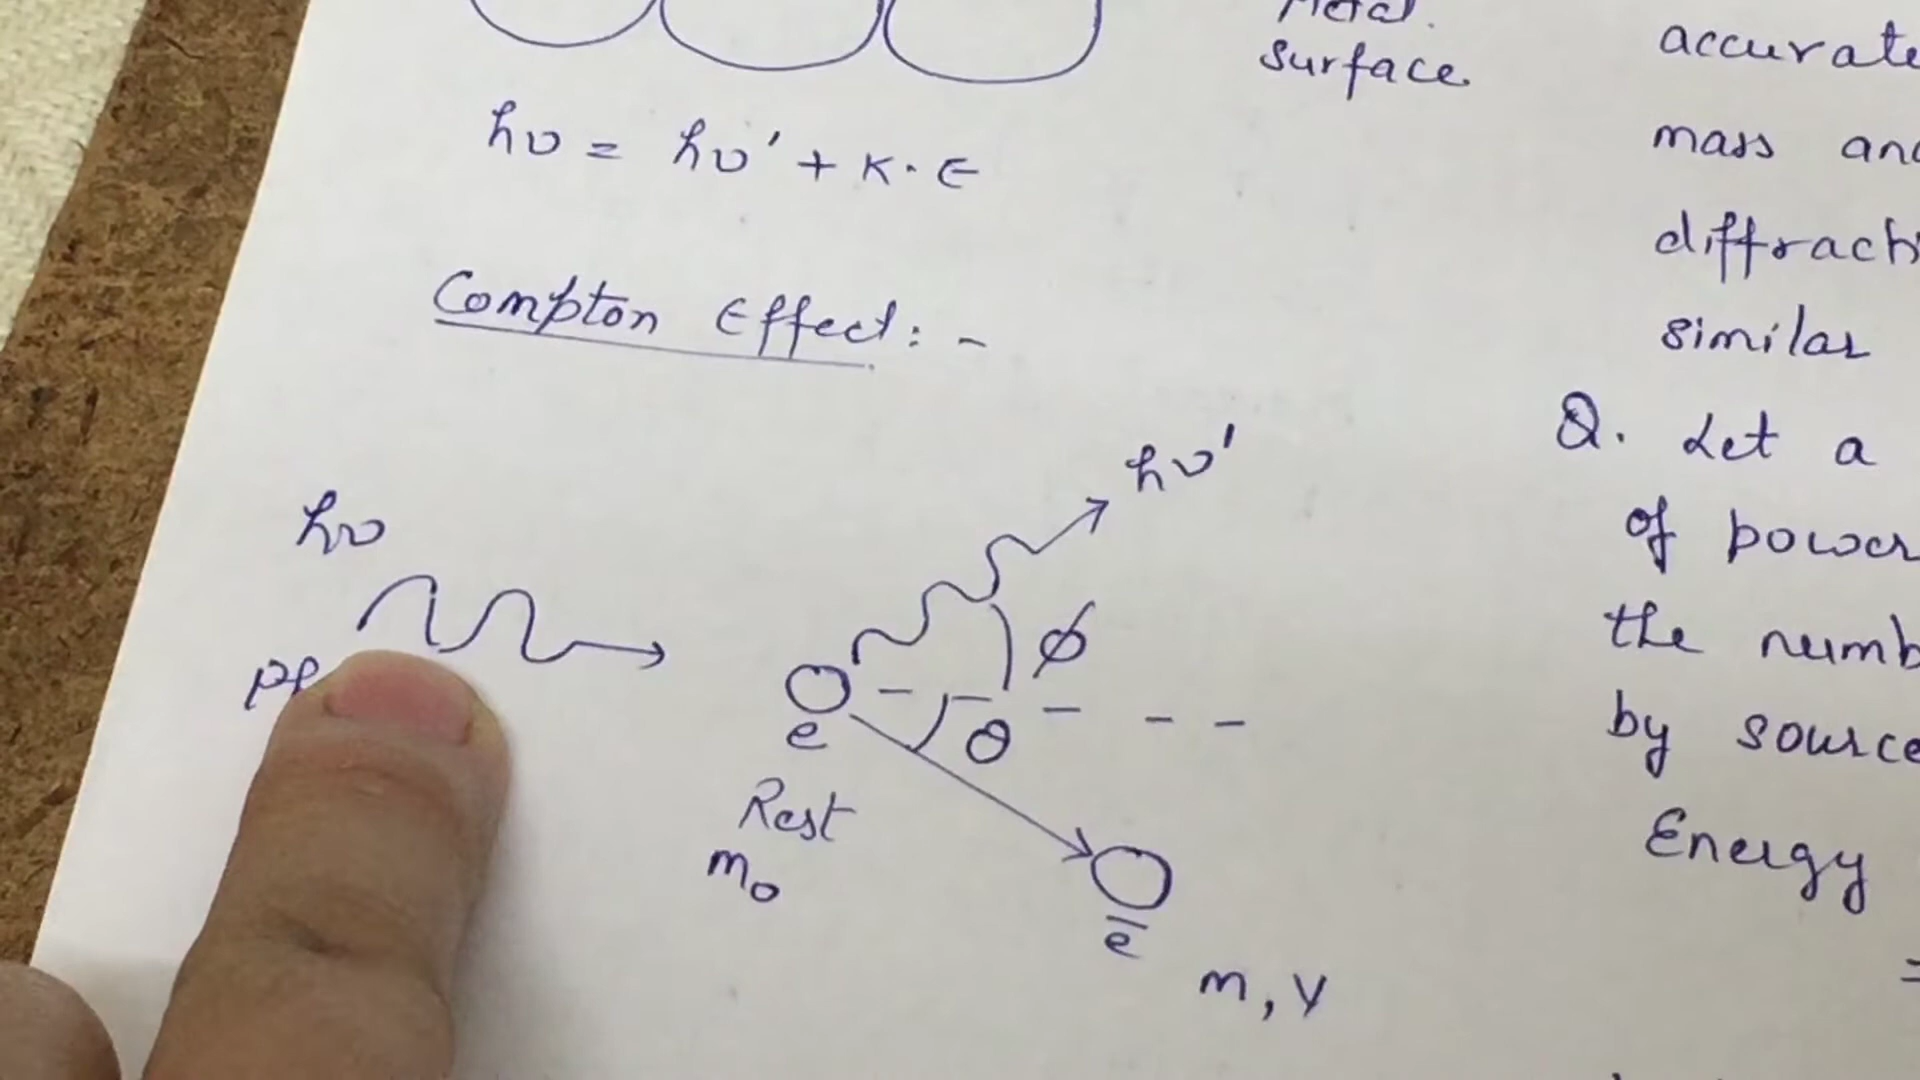 Metal.
surface.
hν = hν' + K.E
Compton Effect: -
hν'
hν
ϕ
e
θ
Rest
m₀
e
m, v
accurate
mass
similar
Q. Let a
of power
the
by source
Energy
=